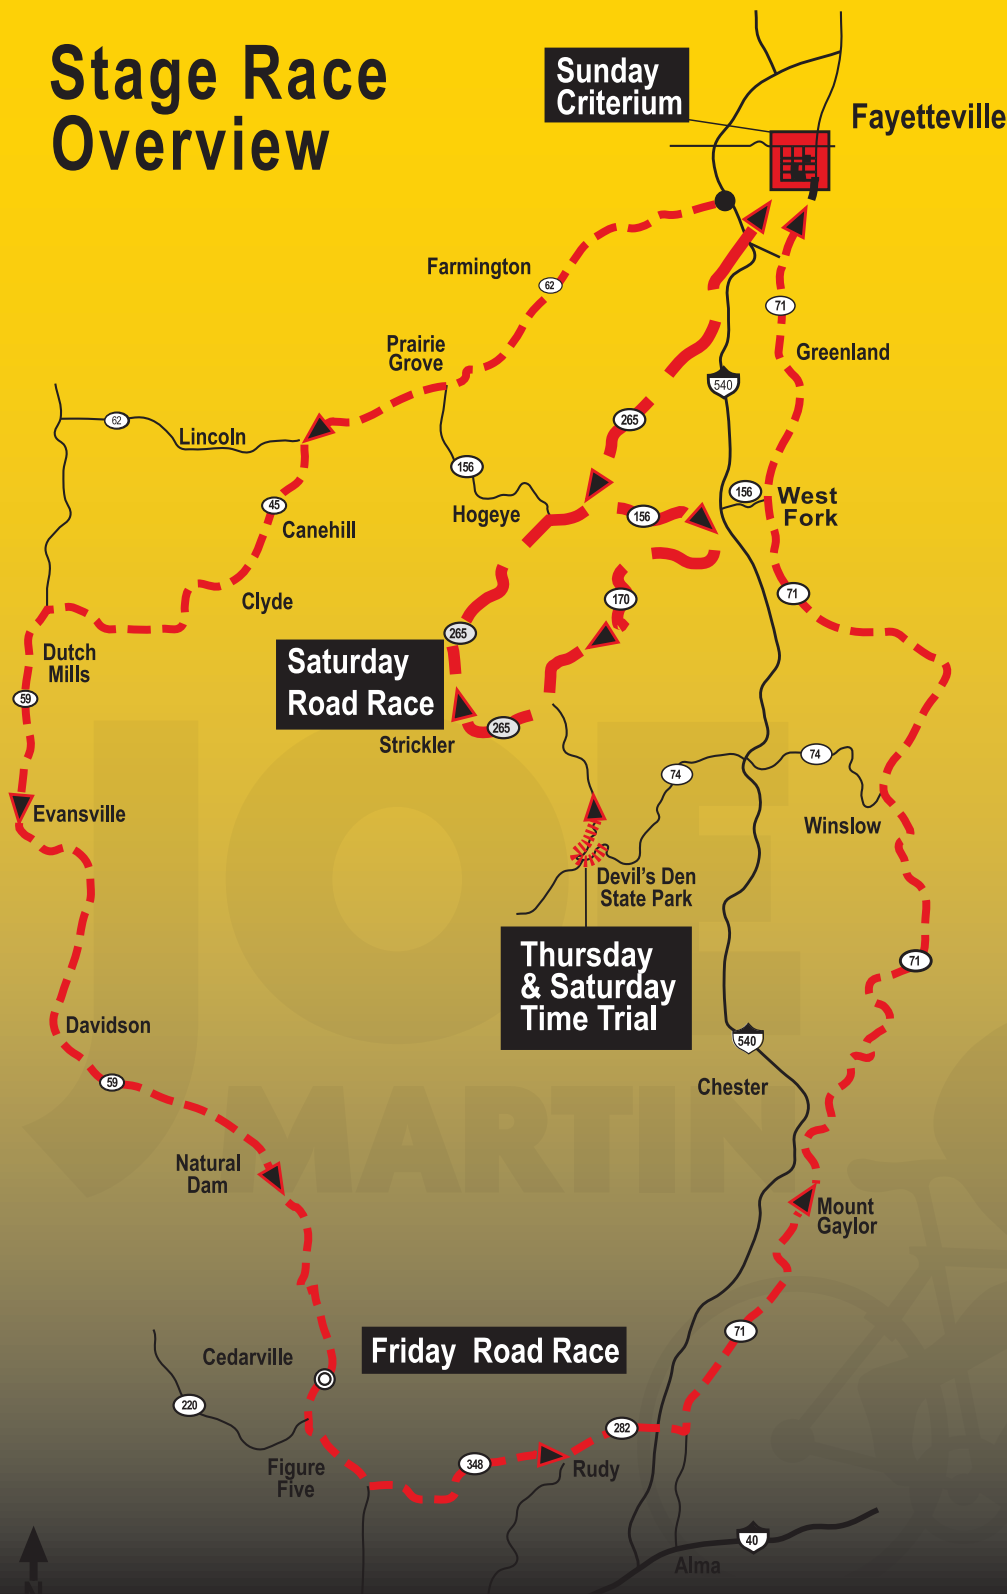 Stage Race
Overview
Sunday
Criterium
Fayetteville
Farmington
62
71
Prairie
Grove
Greenland
540
62
Lincoln
265
156
156
West
Fork
45
Canehill
Hogeye
156
Clyde
170
71
Dutch
Mills
265
Saturday
Road Race
59
265
Strickler
74
74
Evansville
Winslow
Devil's Den
State Park
JOE
MARTIN
Thursday
& Saturday
Time Trial
71
Davidson
540
59
Chester
Natural
Dam
Mount
Gaylor
71
Friday Road Race
Cedarville
220
282
348
Figure
Five
Rudy
40
Alma
N